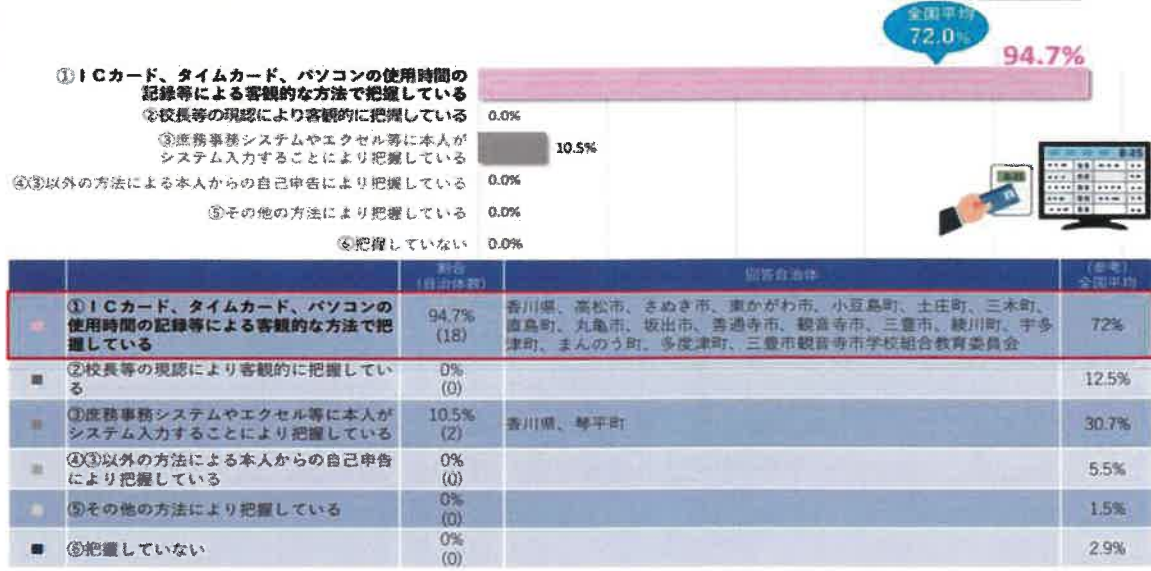 全国平均
72.0%
94.7%
①ICカード、タイムカード、パソコンの使用時間の
記録等による客観的な方法で把握している
②校長等の現認により客観的に把握している 0.0%
③庶務事務システムやエクセル等に本人が
システム入力することにより把握している
10.5%
④③以外の方法による本人からの自己申告により把握している 0.0%
⑤その他の方法により把握している 0.0%
⑥把握していない 0.0%
8:25
割合
(自治体数)
回答自治体
(参考)
全国平均
①ICカード、タイムカード、パソコンの
使用時間の記録等による客観的な方法で把
握している
94.7%
(18)
香川県、高松市、さぬき市、東かがわ市、小豆島町、土庄町、三木町、
直島町、丸亀市、坂出市、善通寺市、観音寺市、三豊市、綾川町、宇多
津町、まんのう町、多度津町、三豊市観音寺市学校組合教育委員会
72%
②校長等の現認により客観的に把握してい
る
0%
(0)
12.5%
③庶務事務システムやエクセル等に本人が
システム入力することにより把握している
10.5%
(2)
香川県、琴平町
30.7%
④③以外の方法による本人からの自己申告
により把握している
0%
(0)
5.5%
⑤その他の方法により把握している
0%
(0)
1.5%
⑥把握していない
0%
(0)
2.9%